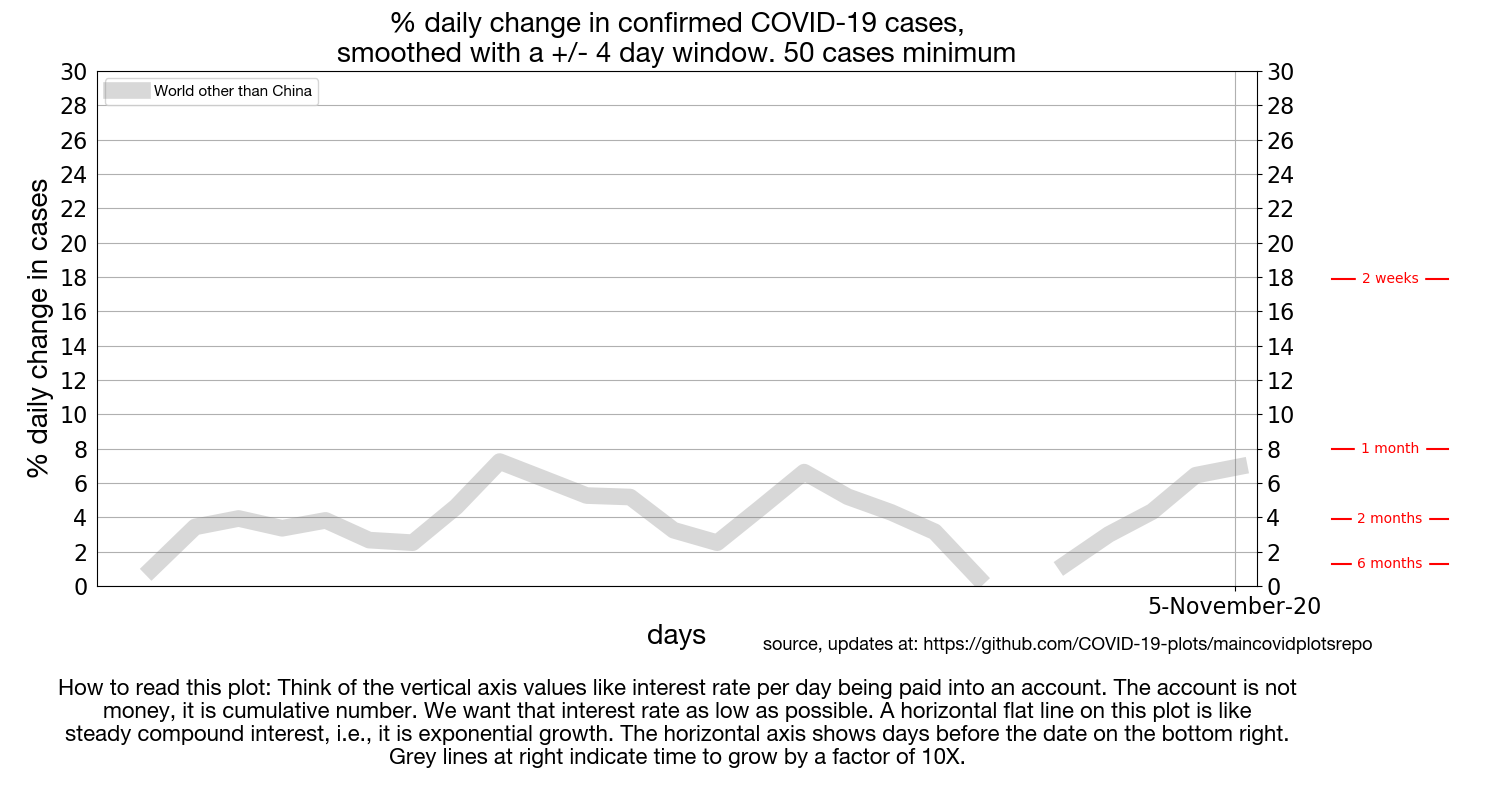 % daily change in confirmed COVID-19 cases,
smoothed with a +/- 4 day window. 50 cases minimum
World other than China
% daily change in cases
30
28
26
24
22
20
18
16
14
12
10
8
6
4
2
0
30
28
26
24
22
20
18
16
14
12
10
8
6
4
2
0
2 weeks
1 month
2 months
6 months
5-November-20
days
source, updates at: https://github.com/COVID-19-plots/maincovidplotsrepo
How to read this plot: Think of the vertical axis values like interest rate per day being paid into an account. The account is not
money, it is cumulative number. We want that interest rate as low as possible. A horizontal flat line on this plot is like
steady compound interest, i.e., it is exponential growth. The horizontal axis shows days before the date on the bottom right.
Grey lines at right indicate time to grow by a factor of 10X.